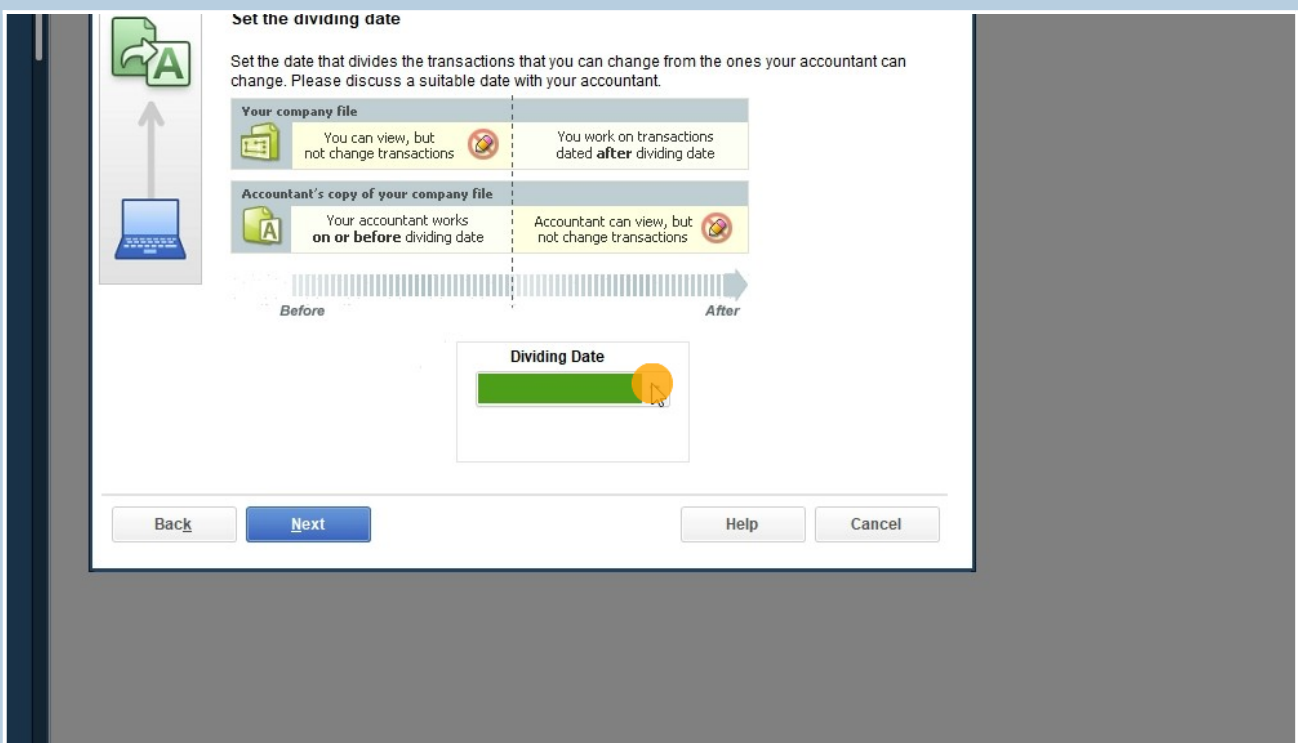 Set the dividing date
Set the date that divides the transactions that you can change from the ones your accountant can
change. Please discuss a suitable date with your accountant.
Your company file
You can view, but
not change transactions
You work on transactions
dated after dividing date
Accountant's copy of your company file
Your accountant works
on or before dividing date
Accountant can view, but
not change transactions
Before
After
Dividing Date
Back
Next
Help
Cancel